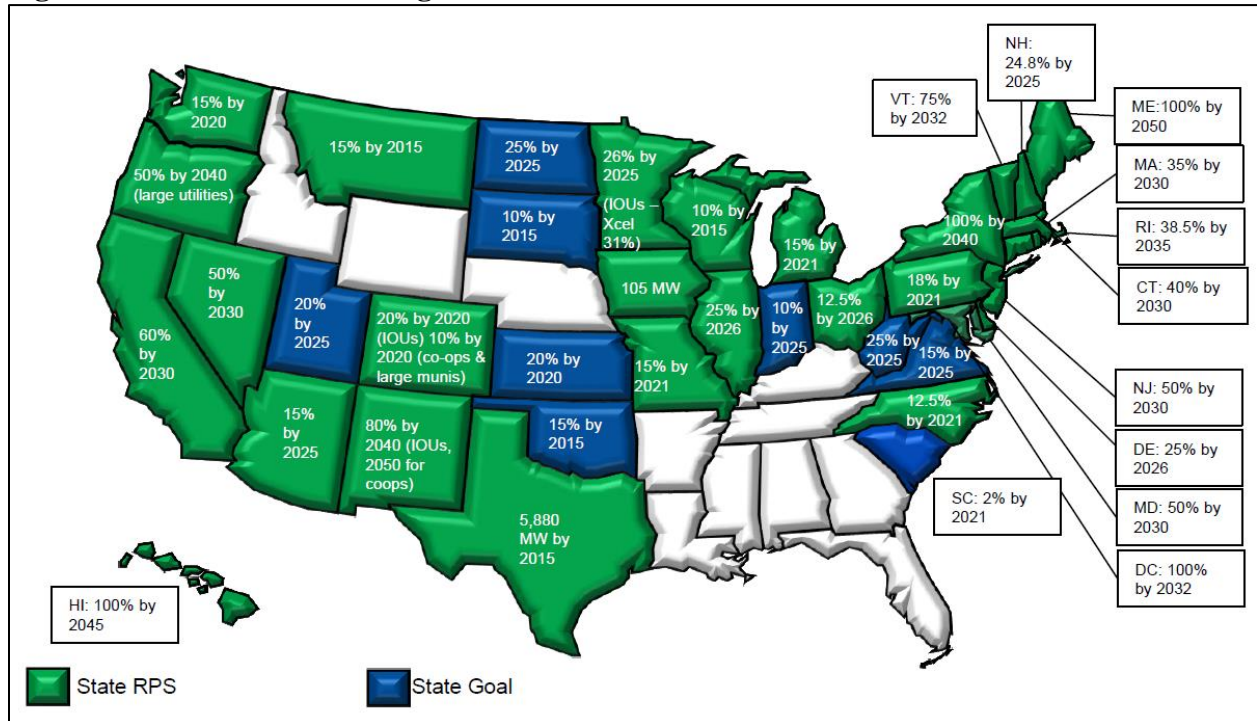 NH:
24.8% by
2025
VT: 75%
by 2032
ME:100% by
2050
MA: 35% by
2030
RI: 38.5% by
2035
CT: 40% by
2030
NJ: 50% by
2030
DE: 25% by
2026
MD: 50% by
2030
DC: 100%
by 2032
SC: 2% by
2021
HI: 100% by
2045
15% by
2020
50% by 2040
(large utilities)
15% by 2015
25% by
2025
10% by
2015
26% by
2025
(IOUs –
Xcel
31%)
10% by
2015
15% by
2021
100% by
2040
18% by
2021
60%
by
2030
50%
by
2030
20%
by
2025
20% by 2020
(IOUs) 10% by
2020 (co-ops &
large munis)
20% by
2020
105 MW
15% by
2021
25%
by 2026
10%
by
2025
12.5%
by 2026
25% by
2025
15% by
2025
12.5%
by 2021
15%
by
2025
80% by
2040 (IOUs,
2050 for
coops)
15% by
2015
5,880
MW by
2015
State RPS
State Goal